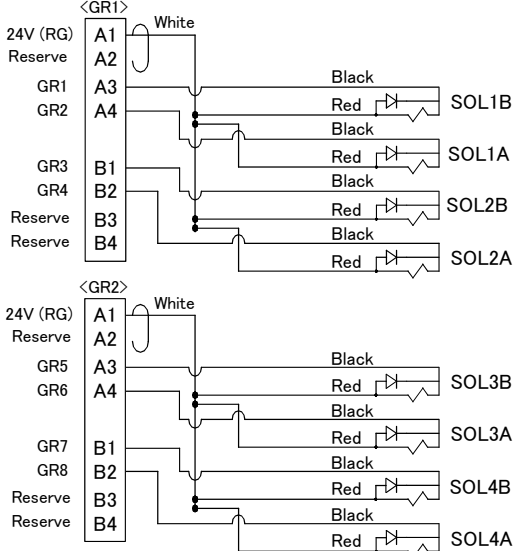 <GR1>
White
24V (RG) A1
Reserve A2
GR1 A3 Black
Red SOL1B
GR2 A4 Black
Red SOL1A
GR3 B1 Black
GR4 B2 Red SOL2B
Reserve B3 Black
Reserve B4 Red SOL2A
<GR2>
White
24V (RG) A1
Reserve A2
GR5 A3 Black
Red SOL3B
GR6 A4 Black
Red SOL3A
GR7 B1 Black
GR8 B2 Red SOL4B
Reserve B3 Black
Reserve B4 Red SOL4A